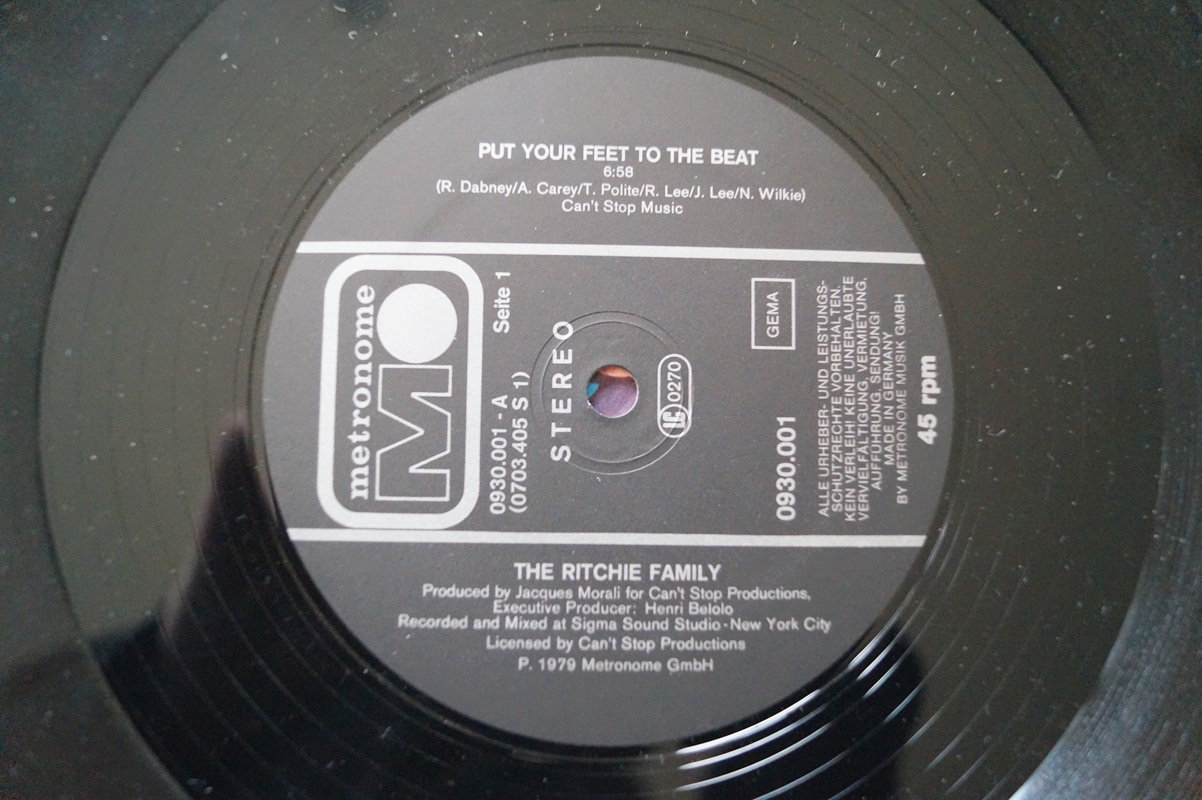 PUT YOUR FEET TO THE BEAT
6:58
(R. Dabney/A. Carey/T. Polite/R. Lee/J. Lee/N. Wilkie)
Can't Stop Music
metronome
M
Seite 1
0930.001 - A
(0703.405 S 1)
STEREO
LC 0270
GEMA
0930.001
ALLE URHEBER- UND LEISTUNGS-
SCHUTZRECHTE VORBEHALTEN.
KEIN VERLEIH! KEINE UNERLAUBTE
VERVIELFÄLTIGUNG, VERMIETUNG,
AUFFÜHRUNG, SENDUNG!
MADE IN GERMANY
BY METRONOME MUSIK GMBH
45 rpm
THE RITCHIE FAMILY
Produced by Jacques Morali for Can't Stop Productions,
Executive Producer: Henri Belolo
Recorded and Mixed at Sigma Sound Studio - New York City
Licensed by Can't Stop Productions
P. 1979 Metronome GmbH